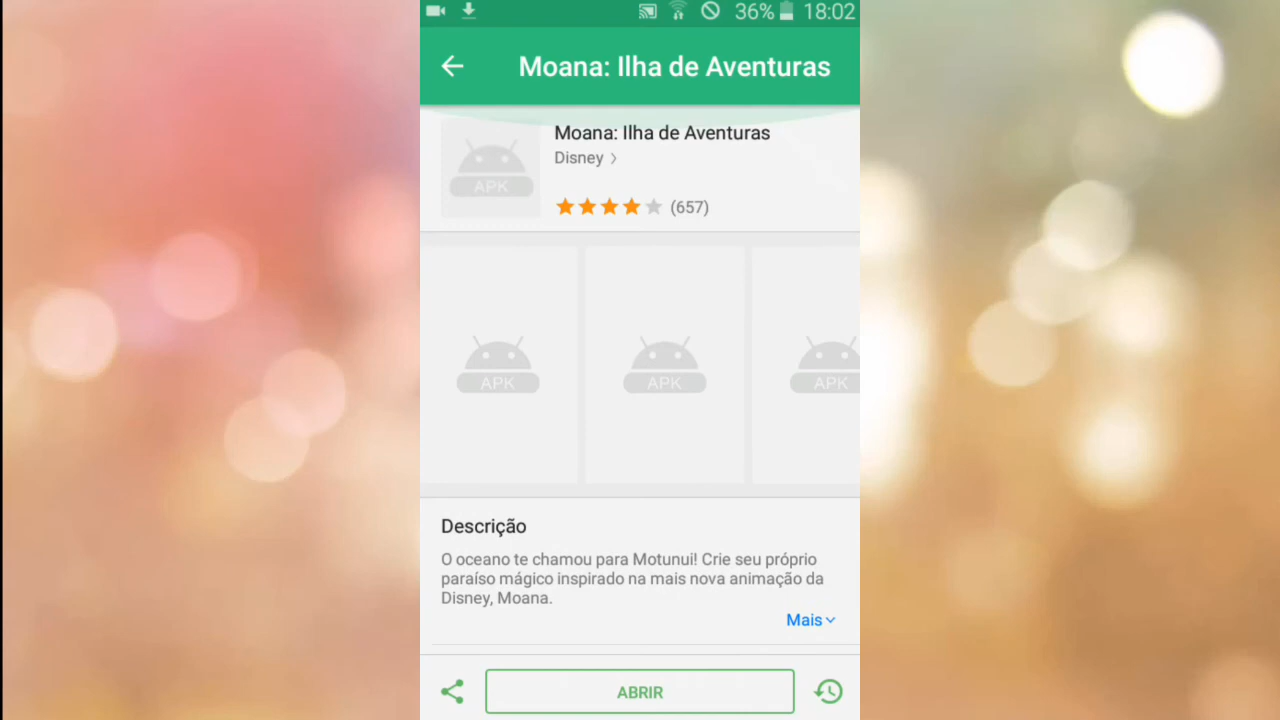 36% 18:02
Moana: Ilha de Aventuras
Moana: Ilha de Aventuras
Disney
(657)
APK
APK
APK
APK
Descrição
O oceano te chamou para Motunui! Crie seu próprio
paraíso mágico inspirado na mais nova animação da
Disney, Moana.
Mais
ABRIR